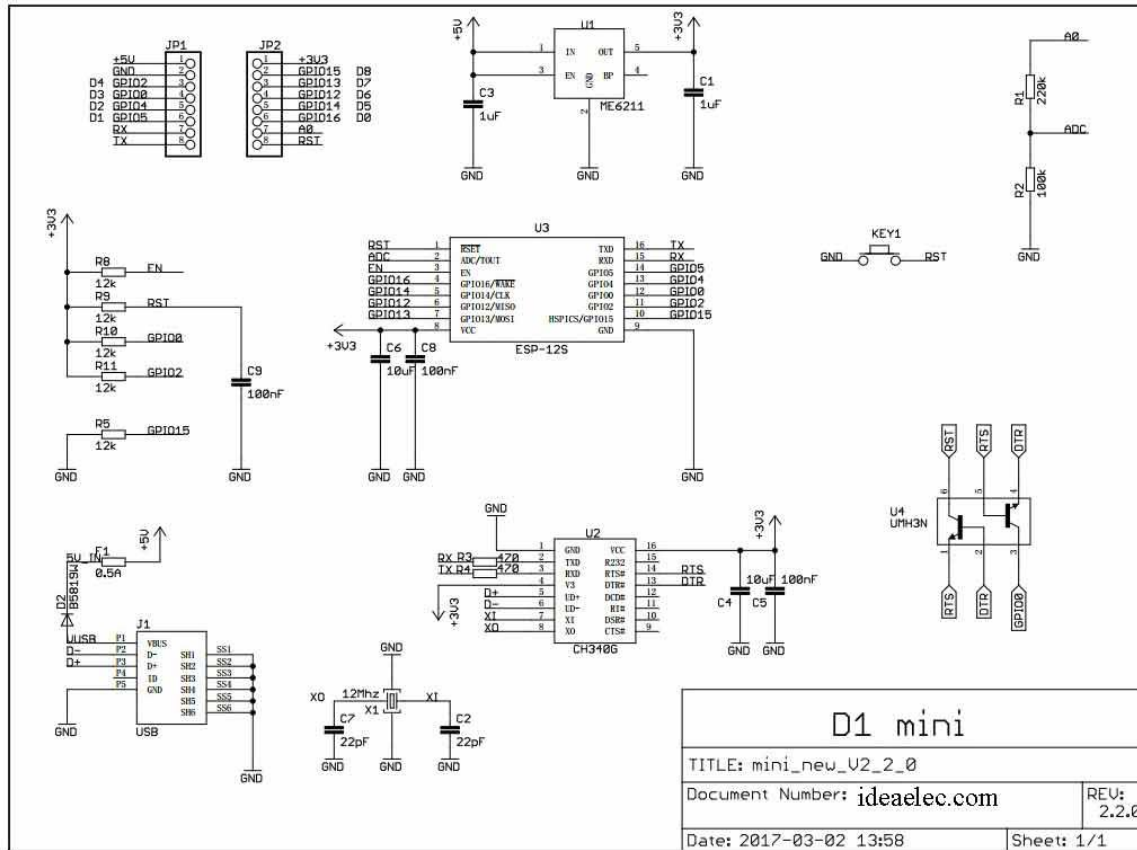 JP1
+5V 1
GND 2
D4 GPIO2 3
D3 GPIO0 4
D2 GPIO4 5
D1 GPIO5 6
RX 7
TX 8
JP2
1 +3V3
2 GPIO15 D8
3 GPIO13 D7
4 GPIO12 D6
5 GPIO14 D5
6 GPIO16 D0
7 A0
8 RST
+5V
U1
+3V3
1 IN OUT 5
3 EN BP 4
GND
2
ME6211
C3
1uF
C1
1uF
GND
GND
GND
A0
R1
220k
ADC
R2
100k
GND
+3V3
R8
12k
EN
R9
12k
RST
R10
12k
GPIO0
R11
12k
GPIO2
C9
100nF
R5
12k
GPIO15
GND
GND
U3
RST 1 RSET TXD 16 TX
ADC 2 ADC/TOUT RXD 15 RX
EN 3 EN GPIO5 14 GPIO5
GPIO16 4 GPIO16/WAKE GPIO4 13 GPIO4
GPIO14 5 GPIO14/CLK GPIO0 12 GPIO0
GPIO12 6 GPIO12/MISO GPIO2 11 GPIO2
GPIO13 7 GPIO13/MOSI HSPICS/GPIO15 10 GPIO15
8 VCC GND 9
+3V3
ESP-12S
C6
10uF
C8
100nF
GND
GND
GND
KEY1
GND
RST
RST
RTS
DTR
6
5
4
U4
UMH3N
1
2
3
RTS
DTR
GPIO0
+5V
5V_IN
F1
0.5A
D2
B5819W
J1
VUSB P1 VBUS
D- P2 D- SH1 SS1
D+ P3 D+ SH2 SS2
P4 ID SH3 SS3
P5 GND SH4 SS4
SH5 SS5
SH6 SS6
USB
GND
GND
GND
U2
+3V3
1 GND VCC 16
RX R3 470 2 TXD R232 15
TX R4 470 3 RXD RTS# 14 RTS
4 V3 DTR# 13 DTR
D+ 5 UD+ DCD# 12
D- 6 UD- RI# 11
XI 7 XI DSR# 10
XO 8 XO CTS# 9
+3V3
CH340G
10uF
C4
100nF
C5
GND
GND
GND
XO
12Mhz
X1
XI
C7
22pF
C2
22pF
GND
GND
GND
D1 mini
TITLE: mini_new_V2_2_0
Document Number: ideaelec.com
REV: 2.2.0
Date: 2017-03-02 13:58
Sheet: 1/1